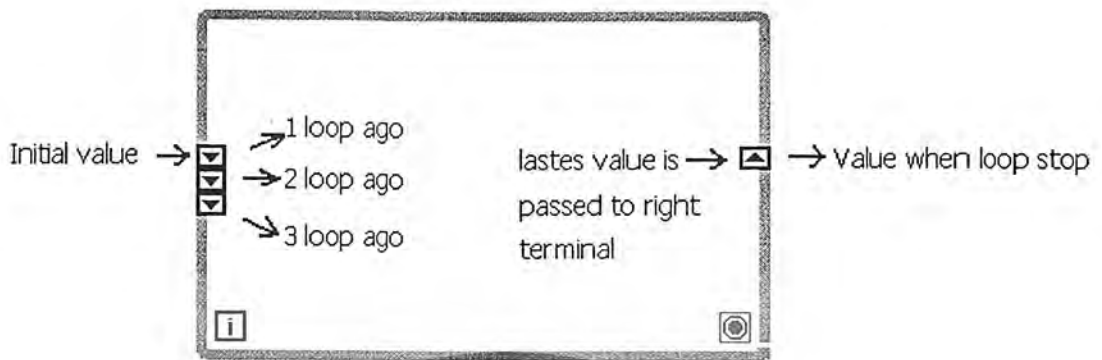 1 loop ago
Initial value
2 loop ago
3 loop ago
lastes value is
passed to right
terminal
Value when loop stop
i